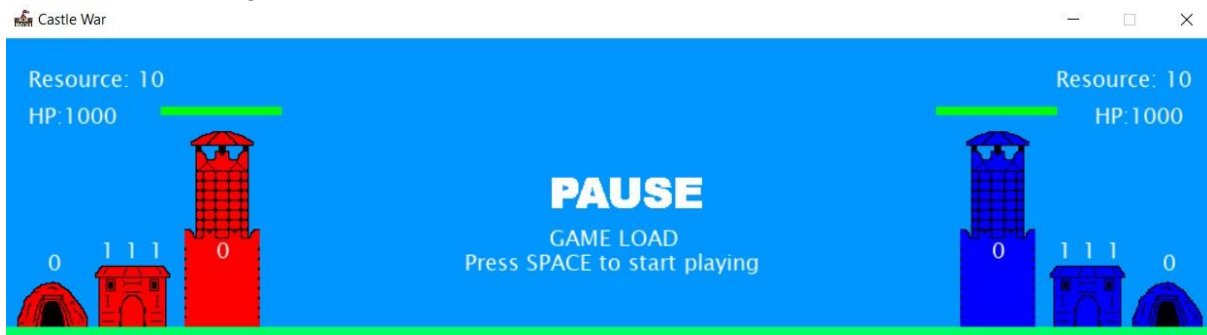 Castle War
Resource: 10
Resource: 10
HP:1000
HP:1000
PAUSE
GAME LOAD
Press SPACE to start playing
0
1 1 1
0
0
1 1 1
0